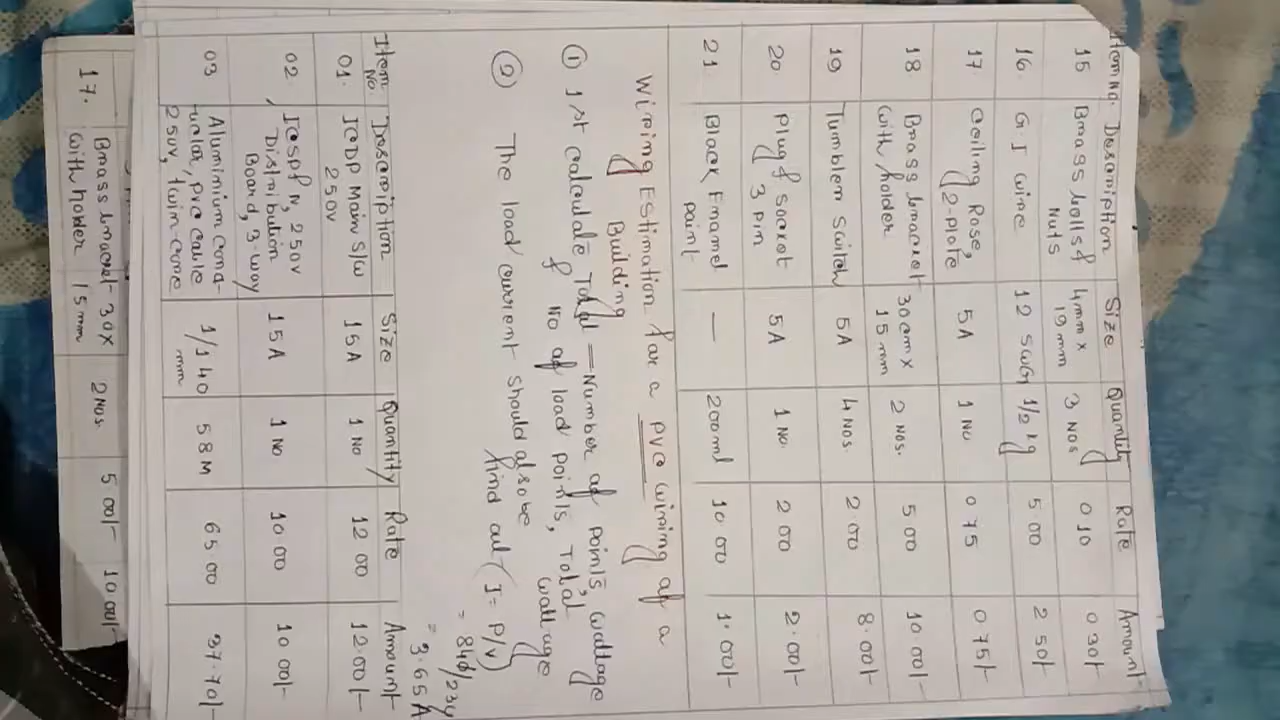 Item No. Description Size Quantity Rate Amount
15 Brass bolts & Nuts 4mm x 19mm 3 Nos 0 10 0 30/-
16. G.I wire 12 SWG 1/2 kg 5 00 2 50/-
17 Ceiling Rose, (2-plate 5A 1 No 0 75 0 75/-
18 Brass bracket with holder 30cm x 15mm 2 Nos. 5 00 10 00/-
19 Tumbler Switch 5A 4 Nos. 2 00 8.00/-
20 Plug & Socket 3 pin 5A 1 No 2 00 2.00/-
21. Black Enamel paint — 200ml 10 00 1.00/-
Wiring Estimation for a PVC wiring of a
Building
① 1st calculate Total = Number of points, wattage
of No of load points, Total
wattage
② The load current should also be
find out (I = P/V)
= 840/230
= 3.65A
Item No. Description Size Quantity Rate Amount
01. ICDP Main S/W 250V 15A 1 No 12 00 12.00/-
02. ICSPN, 250V Distribution Board, 3-way 15A 1 No 10 00 10 00/-
03 Aluminium con- PVC cable 250V, twin-core 1/1 40 mm 58M 65 00 37.70/-
17. Brass bracket with holder 30x 15mm 2 Nos. 5 00/- 10 00/-